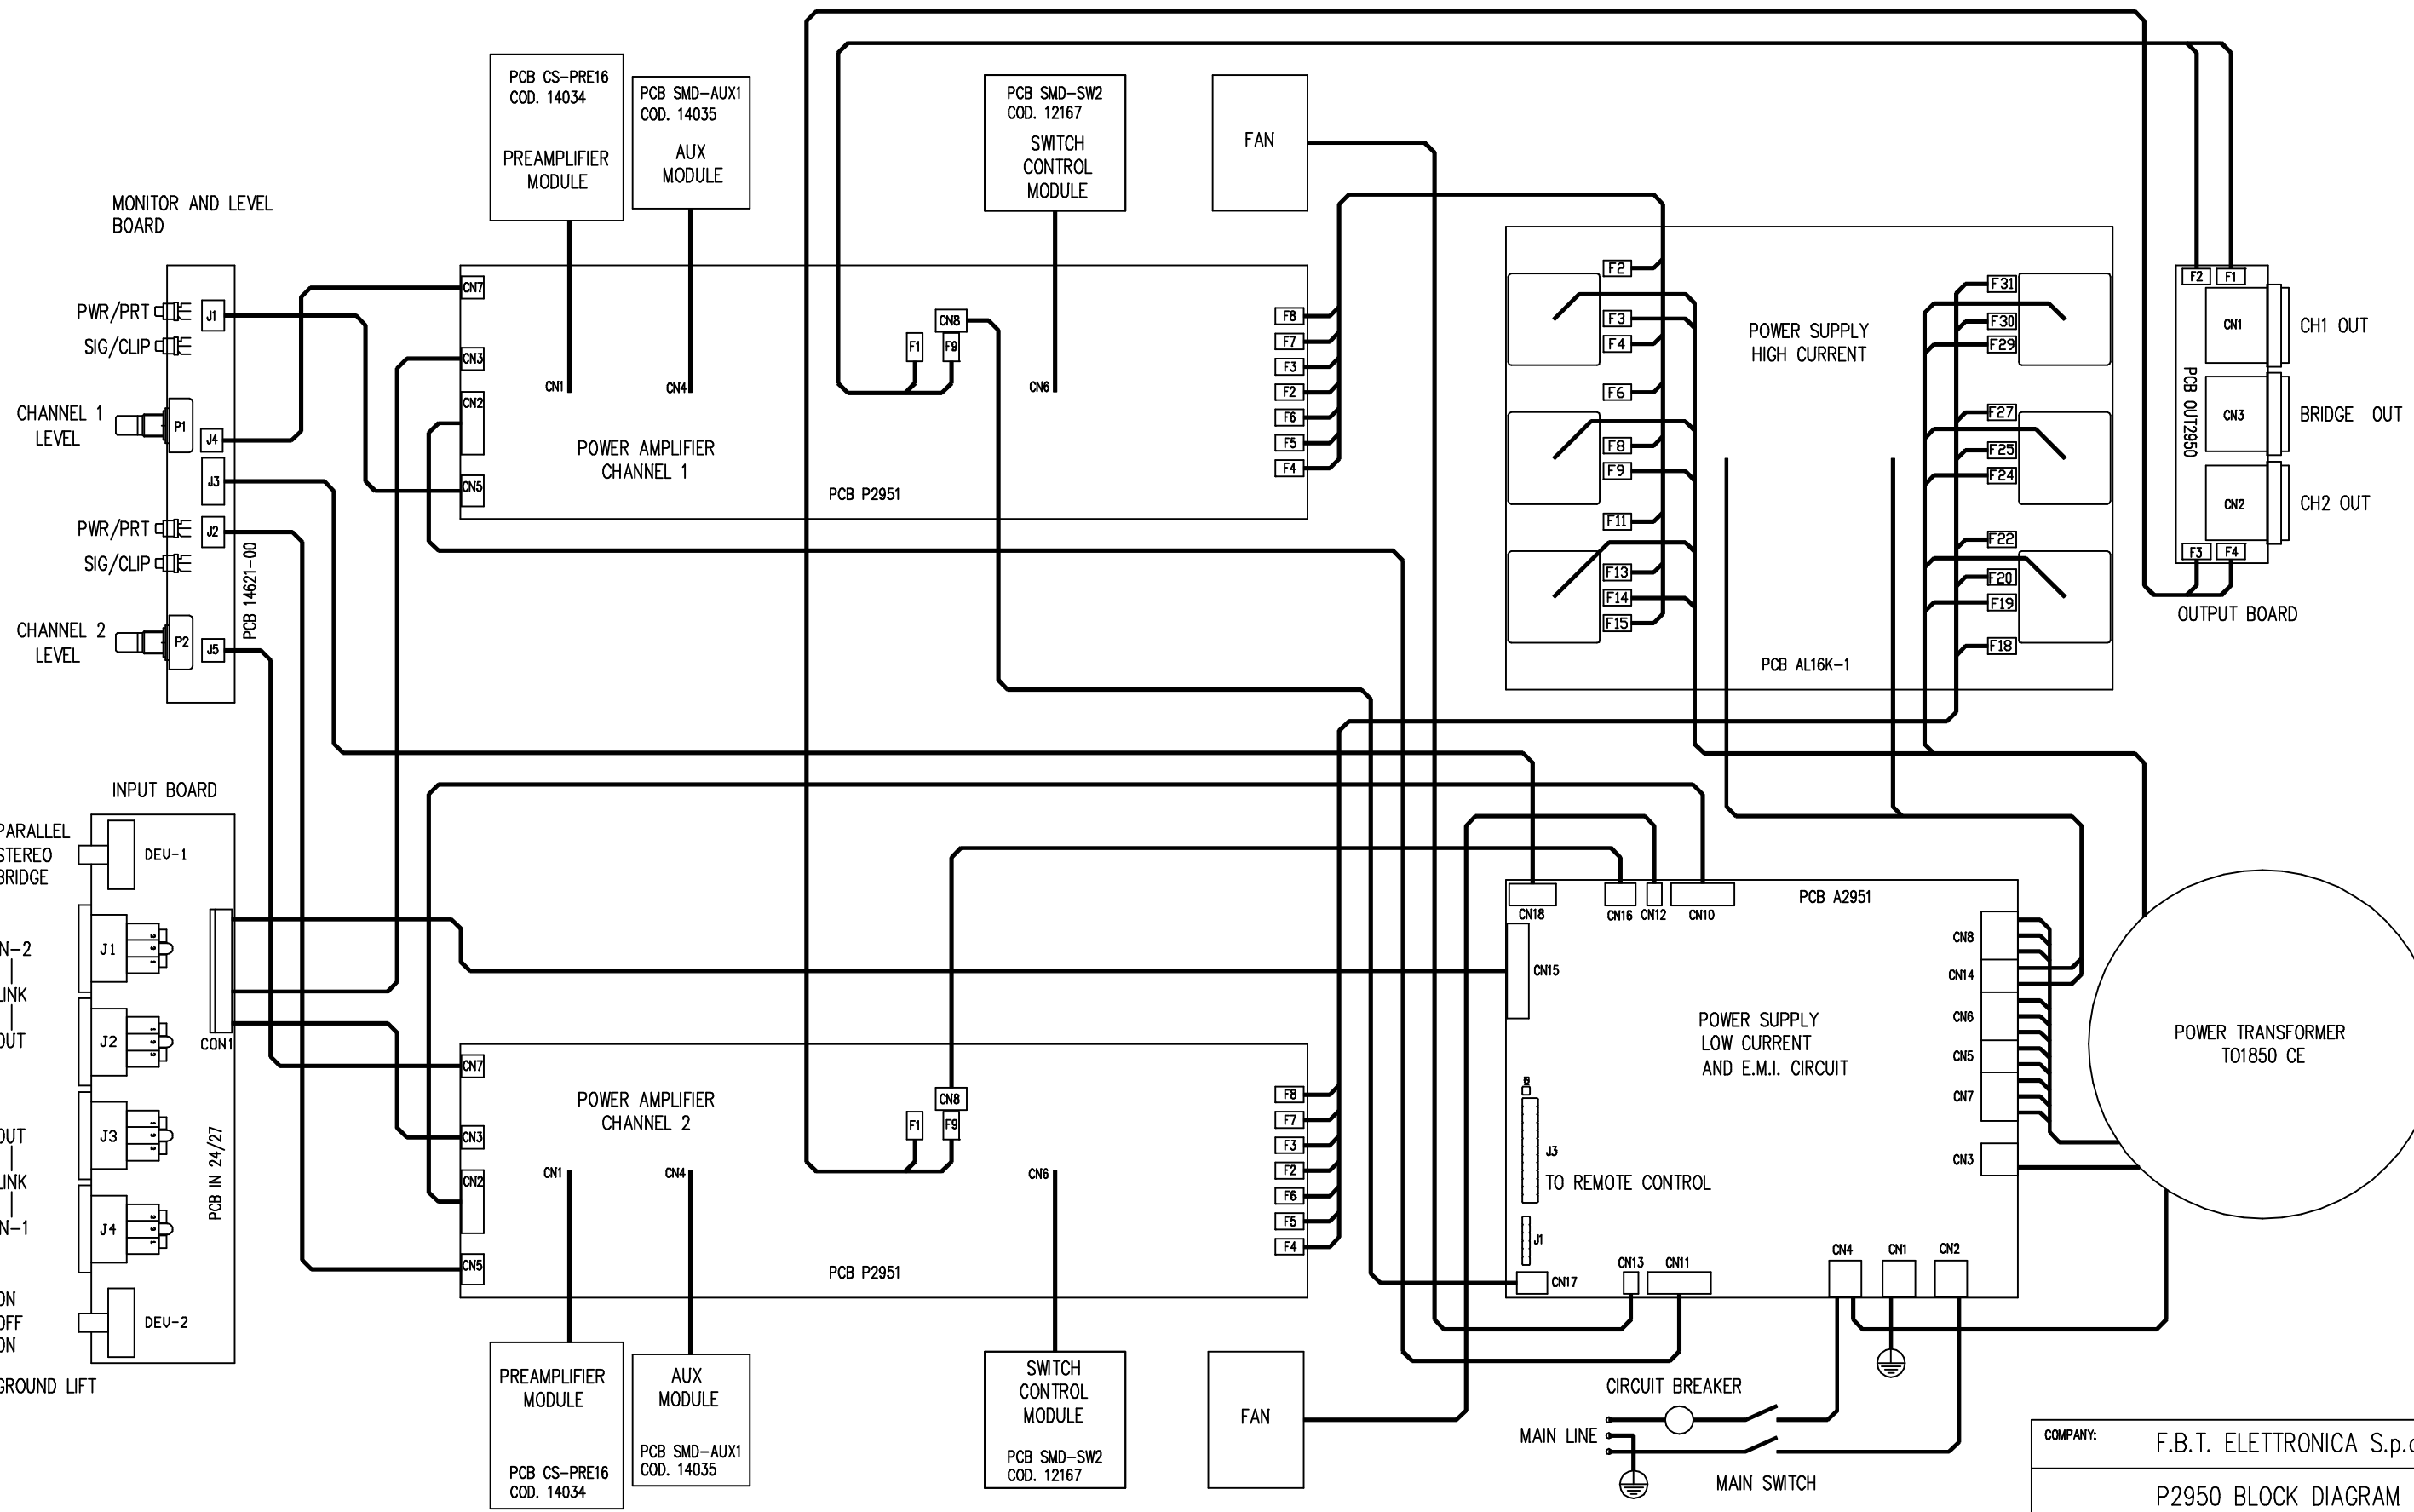 PCB CS-PRE16
COD. 14034
PREAMPLIFIER
MODULE
PCB SMD-AUX1
COD. 14035
AUX
MODULE
PCB SMD-SW2
COD. 12167
SWITCH
CONTROL
MODULE
FAN
MONITOR AND LEVEL
BOARD
PWR/PRT
SIG/CLIP
CHANNEL 1
LEVEL
PWR/PRT
SIG/CLIP
CHANNEL 2
LEVEL
J1
P1
J4
J3
J2
P2
J5
PCB 14621-00
CN7
CN3
CN2
CN5
CN1
CN4
CN8
F1
F9
CN6
POWER AMPLIFIER
CHANNEL 1
PCB P2951
F8
F7
F3
F2
F6
F5
F4
F2
F3
F4
F6
F8
F9
F11
F13
F14
F15
POWER SUPPLY
HIGH CURRENT
PCB AL16K-1
F31
F30
F29
F27
F25
F24
F22
F20
F19
F18
F2
F1
CN1
CN3
CN2
F3
F4
PCB OUT2950
CH1 OUT
BRIDGE OUT
CH2 OUT
OUTPUT BOARD
INPUT BOARD
PARALLEL
STEREO
BRIDGE
DEV-1
N-2
LINK
OUT
OUT
LINK
N-1
J1
J2
J3
J4
CON1
PCB IN 24/27
ON
OFF
ON
DEV-2
GROUND LIFT
CN7
CN3
CN2
CN5
POWER AMPLIFIER
CHANNEL 2
CN1
CN4
CN8
F1
F9
CN6
PCB P2951
F8
F7
F3
F2
F6
F5
F4
PREAMPLIFIER
MODULE
PCB CS-PRE16
COD. 14034
AUX
MODULE
PCB SMD-AUX1
COD. 14035
SWITCH
CONTROL
MODULE
PCB SMD-SW2
COD. 12167
FAN
CN18
CN16
CN12
CN10
PCB A2951
CN15
CN8
CN14
CN6
CN5
CN7
CN3
POWER SUPPLY
LOW CURRENT
AND E.M.I. CIRCUIT
J3
TO REMOTE CONTROL
J1
CN17
CN13
CN11
CN4
CN1
CN2
POWER TRANSFORMER
TO1850 CE
CIRCUIT BREAKER
MAIN LINE
MAIN SWITCH
COMPANY:
F.B.T. ELETTRONICA S.p.
P2950 BLOCK DIAGRAM